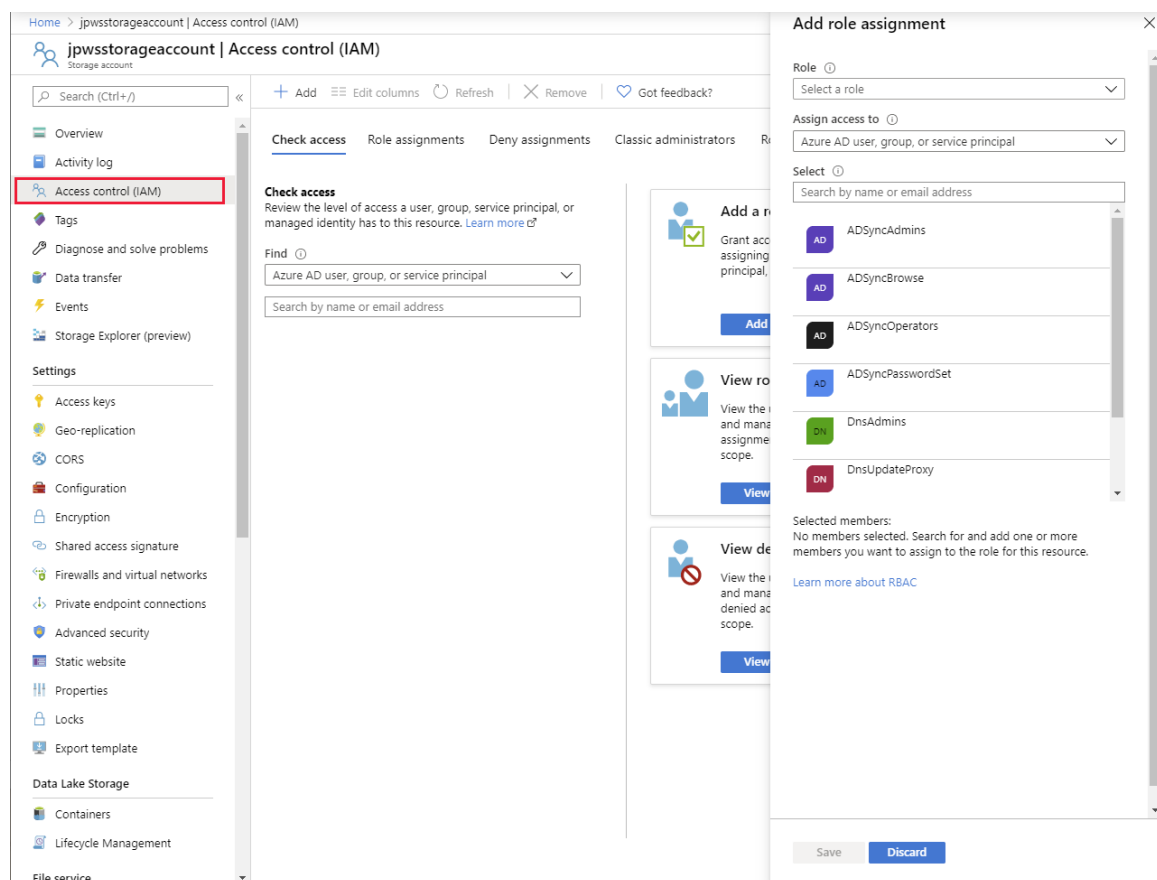 Home > jpwsstorageaccount | Access control (IAM)
jpwsstorageaccount | Access control (IAM)
Storage account
Search (Ctrl+/)
«
Overview
Activity log
Access control (IAM)
Tags
Diagnose and solve problems
Data transfer
Events
Storage Explorer (preview)
Settings
Access keys
Geo-replication
CORS
Configuration
Encryption
Shared access signature
Firewalls and virtual networks
Private endpoint connections
Advanced security
Static website
Properties
Locks
Export template
Data Lake Storage
Containers
Lifecycle Management
File service
+ Add Edit columns Refresh | Remove | Got feedback?
Check access Role assignments Deny assignments Classic administrators
Check access
Review the level of access a user, group, service principal, or
managed identity has to this resource. Learn more
Find
Azure AD user, group, or service principal
Search by name or email address
Add a
Grant
assigning
principal,
Add
View
View the
and
scope.
View
View
View the
and
denied
scope.
View
Add role assignment
Role
Select a role
Assign access to
Azure AD user, group, or service principal
Select
Search by name or email address
AD ADSyncAdmins
AD ADSyncBrowse
AD ADSyncOperators
AD ADSyncPasswordSet
DN DnsAdmins
DN DnsUpdateProxy
Selected members:
No members selected. Search for and add one or more
members you want to assign to the role for this resource.
Learn more about RBAC
Save Discard